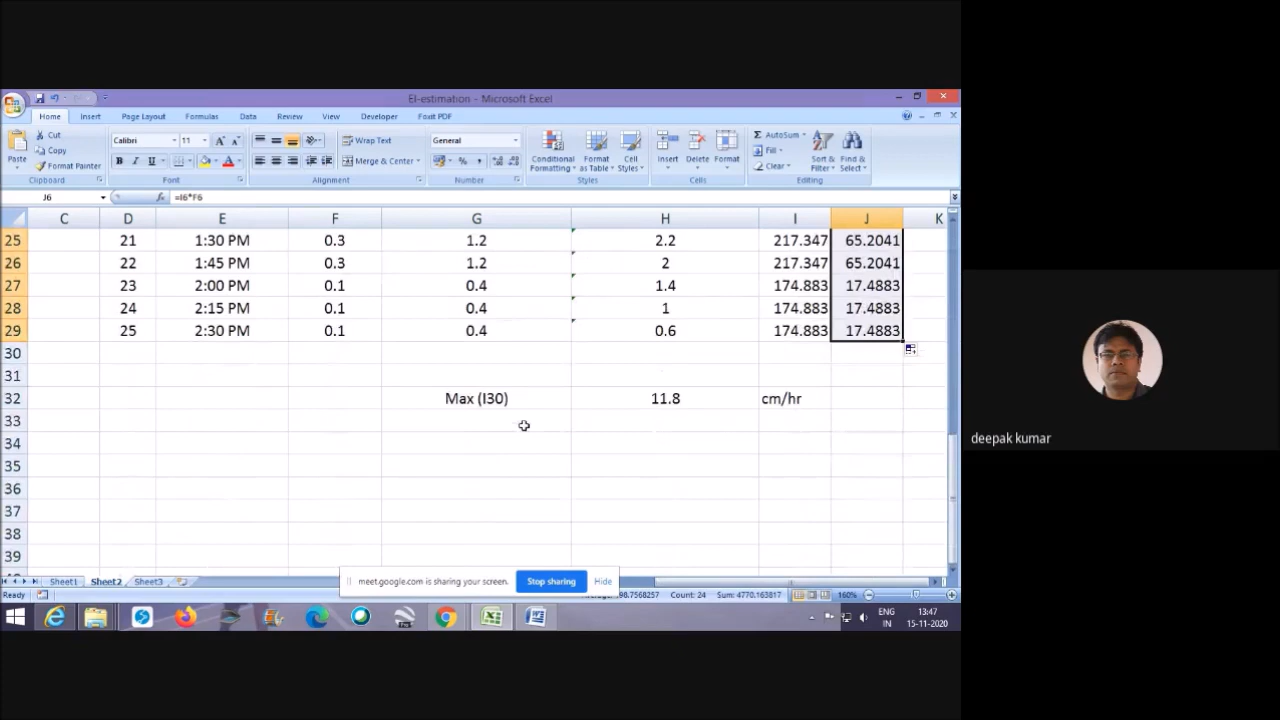 EI-estimation - Microsoft Excel
Home Insert Page Layout Formulas Data Review View Developer Foxit PDF
Paste Cut Copy Format Painter Clipboard
Calibri 11 B I U A Font
Wrap Text Merge & Center Alignment
General % , Number
Conditional Formatting Format as Table Cell Styles Styles
Insert Delete Format Cells
Σ AutoSum Fill Clear Sort & Filter Find & Select Editing
J6 fx =I6*F6
C D E F G H I J K
25 21 1:30 PM 0.3 1.2 2.2 217.347 65.2041
26 22 1:45 PM 0.3 1.2 2 217.347 65.2041
27 23 2:00 PM 0.1 0.4 1.4 174.883 17.4883
28 24 2:15 PM 0.1 0.4 1 174.883 17.4883
29 25 2:30 PM 0.1 0.4 0.6 174.883 17.4883
30
31
32 Max (I30) 11.8 cm/hr
33
34
35
36
37
38
39
deepak kumar
meet.google.com is sharing your screen. Stop sharing Hide
Sheet1 Sheet2 Sheet3
Ready Count: 24 Sum: 4770.163817 160%
ENG
IN
13:47
15-11-2020